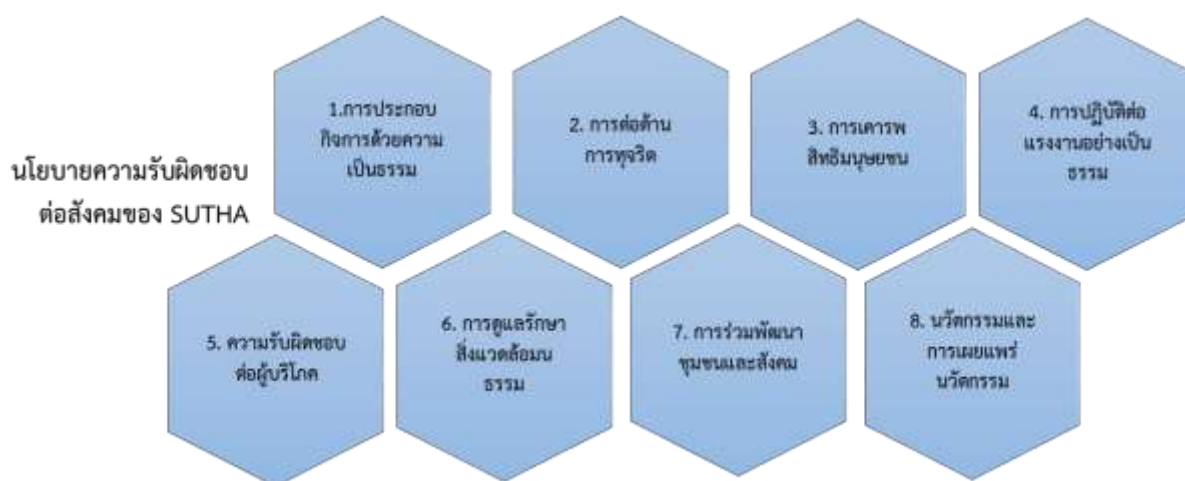 นโยบายความรับผิดชอบ
ต่อสังคมของ SUTHA
1.การประกอบ
กิจการด้วยความ
เป็นธรรม
2. การต่อต้าน
การทุจริต
3. การเคารพ
สิทธิมนุษยชน
4. การปฏิบัติต่อ
แรงงานอย่างเป็น
ธรรม
5. ความรับผิดชอบ
ต่อผู้บริโภค
6. การดูแลรักษา
สิ่งแวดล้อมน
ธรรม
7. การร่วมพัฒนา
ชุมชนและสังคม
8. นวัตกรรมและ
การเผยแพร่
นวัตกรรม